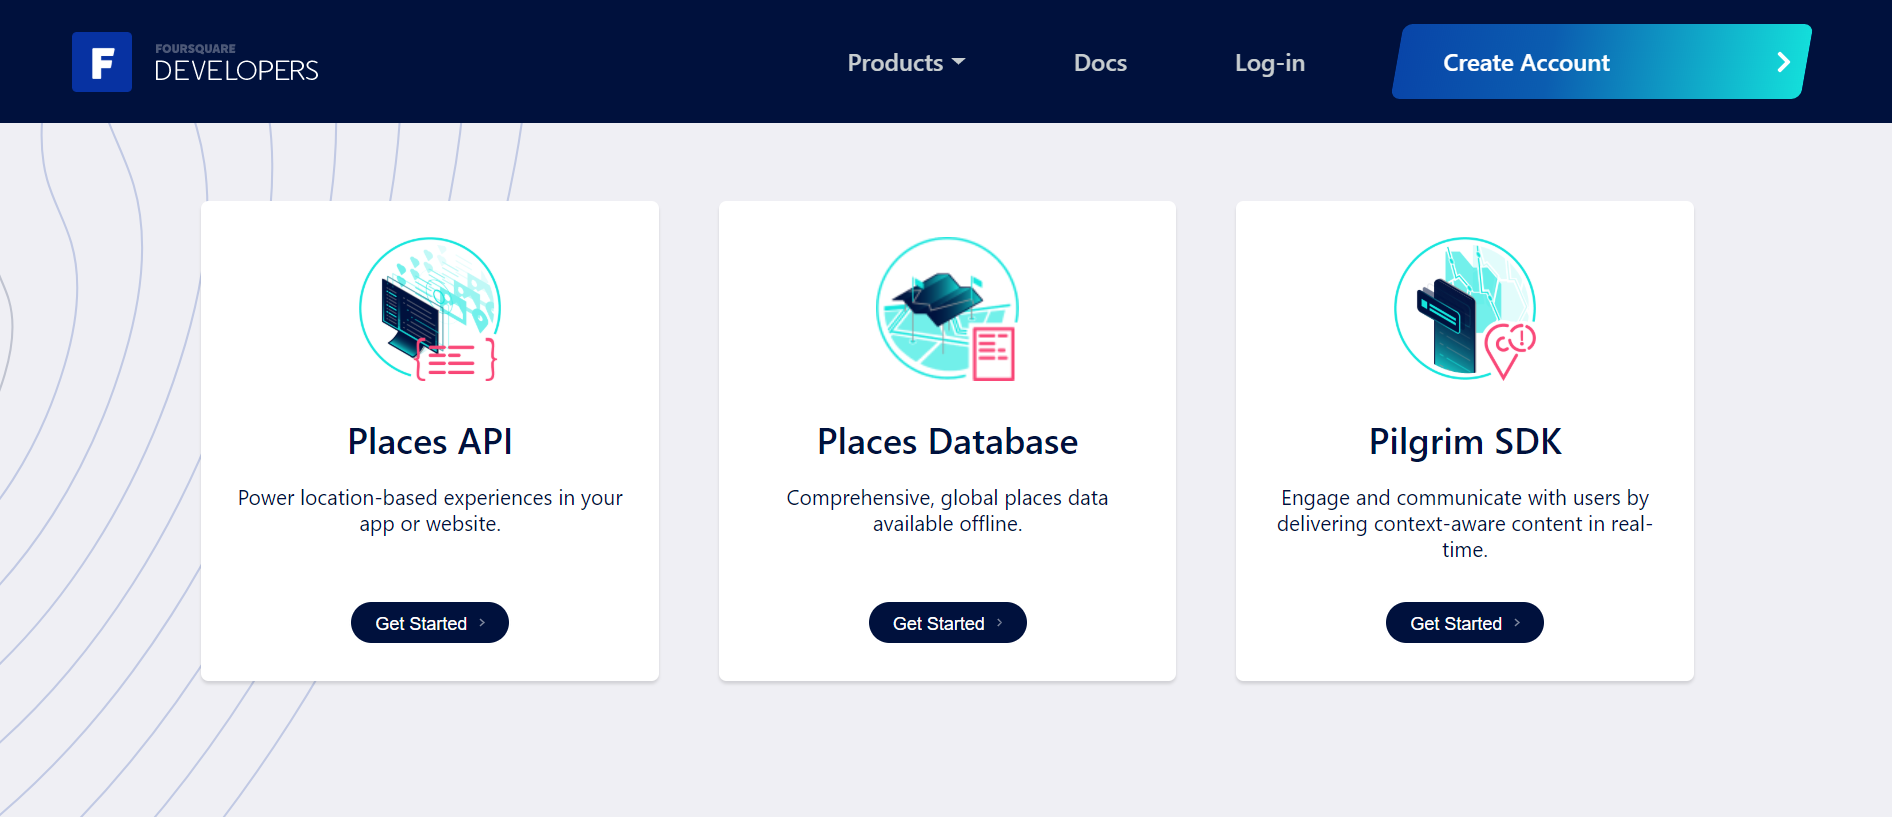 F
FOURSQUARE
DEVELOPERS
Products
Docs
Log-in
Create Account
Places API
Power location-based experiences in your
app or website.
Get Started
Places Database
Comprehensive, global places data
available offline.
Get Started
Pilgrim SDK
Engage and communicate with users by
delivering context-aware content in real-
time.
Get Started